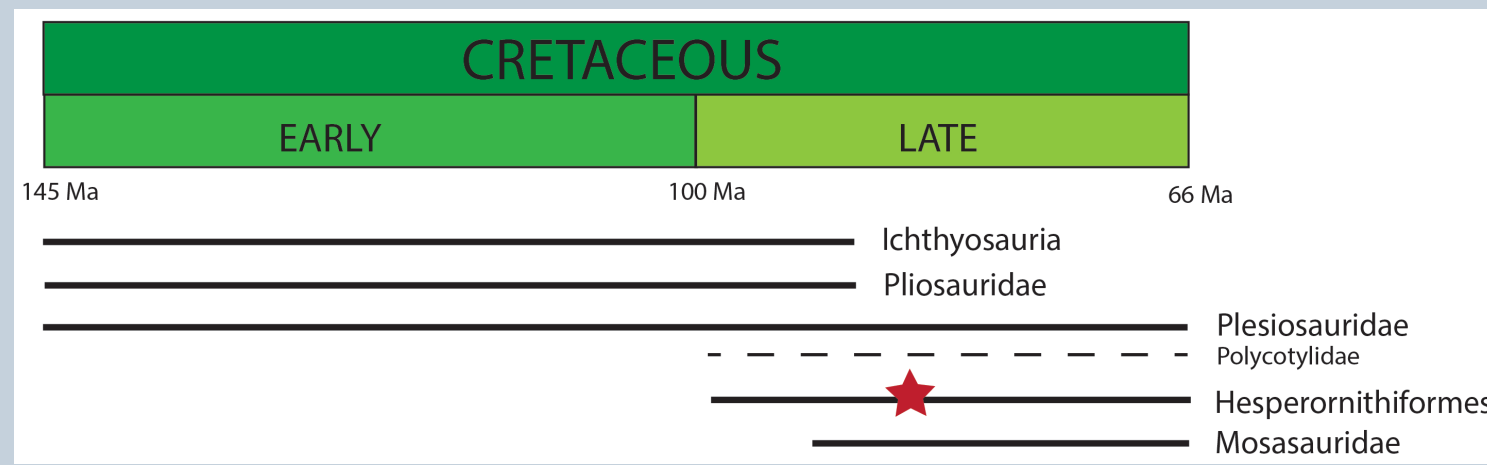 CRETACEOUS
EARLY LATE
145 Ma 100 Ma 66 Ma
Ichthyosauria
Pliosauridae
Plesiosauridae
Polycotylidae
Hesperornithiformes
Mosasauridae